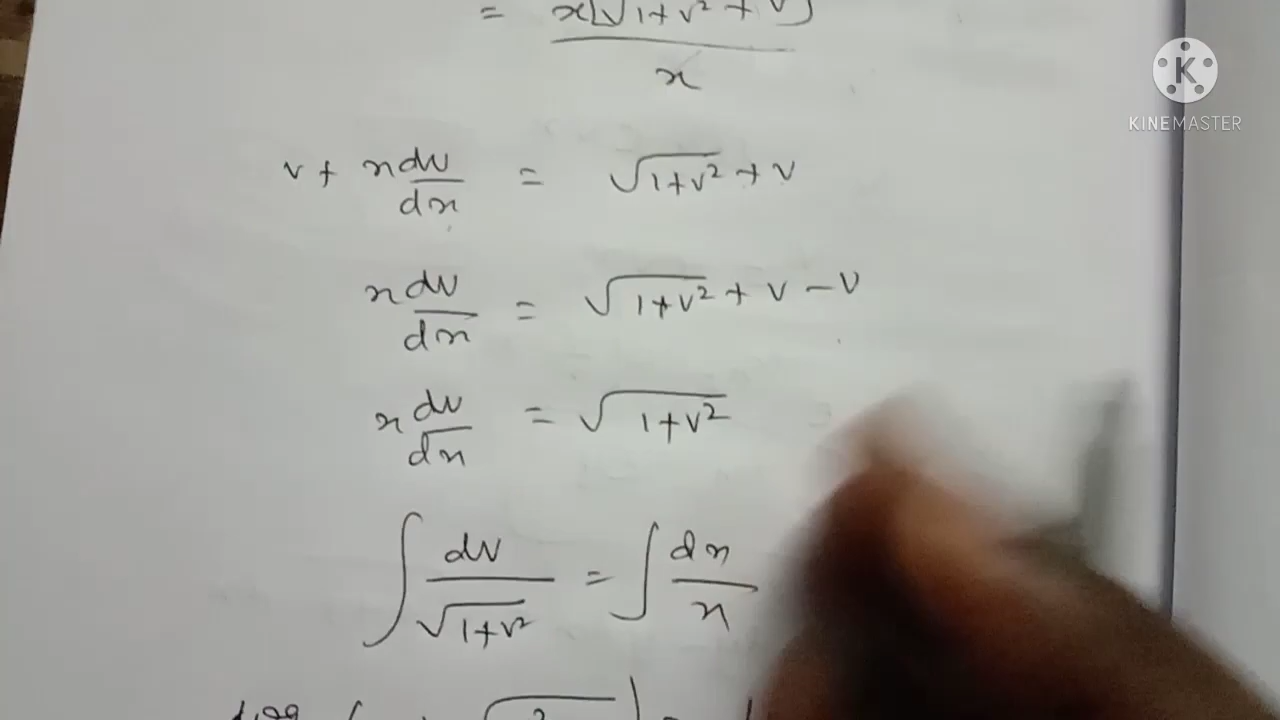 = x(√1+v² + v) / x
K
KINEMASTER
v + x dv/dx = √1+v² + v
x dv/dx = √1+v² + v - v
x dv/dx = √1+v²
∫ dv/√1+v² = ∫ dx/x
log